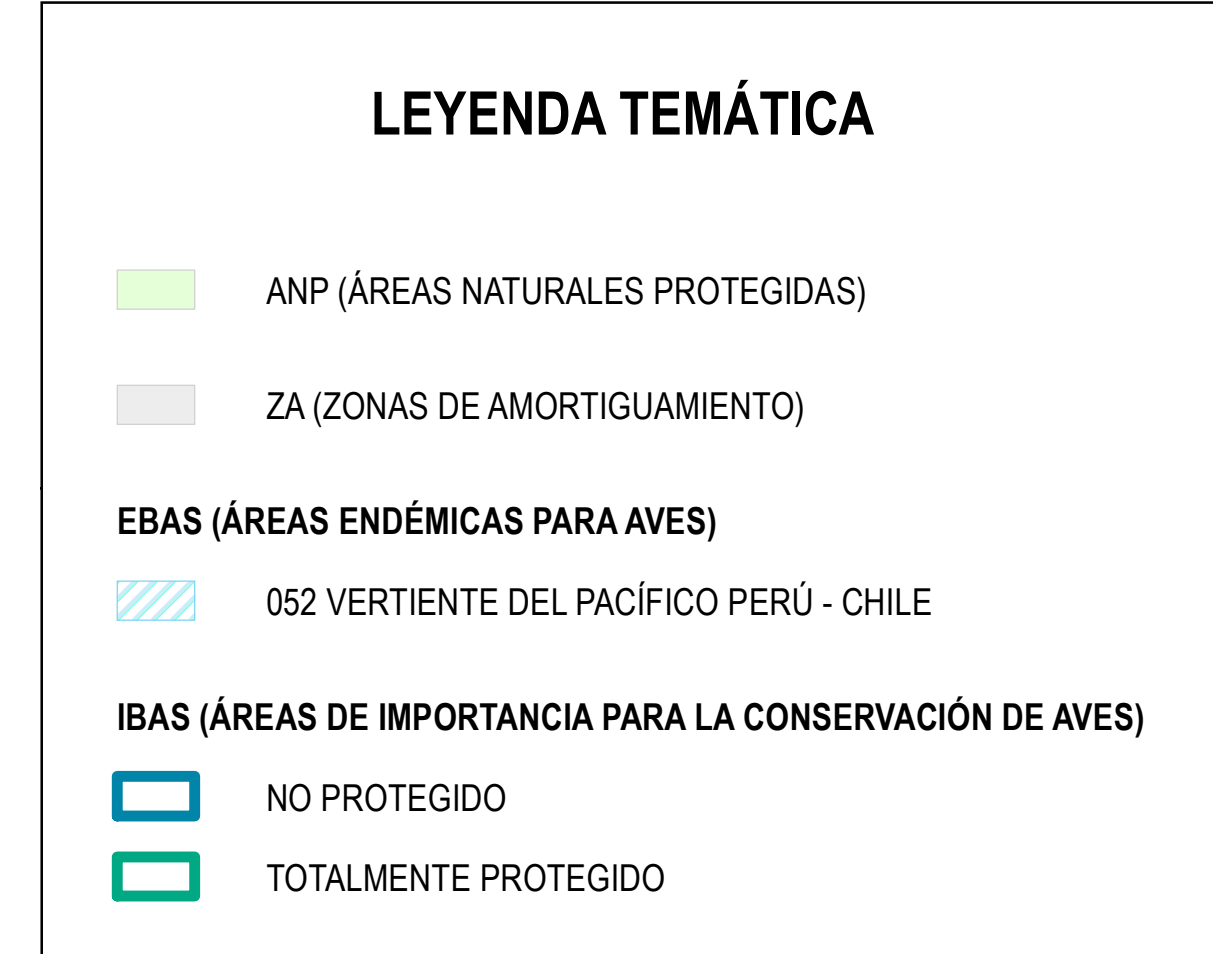 LEYENDA TEMÁTICA
ANP (ÁREAS NATURALES PROTEGIDAS)
ZA (ZONAS DE AMORTIGUAMIENTO)
EBAS (ÁREAS ENDÉMICAS PARA AVES)
052 VERTIENTE DEL PACÍFICO PERÚ - CHILE
IBAS (ÁREAS DE IMPORTANCIA PARA LA CONSERVACIÓN DE AVES)
NO PROTEGIDO
TOTALMENTE PROTEGIDO